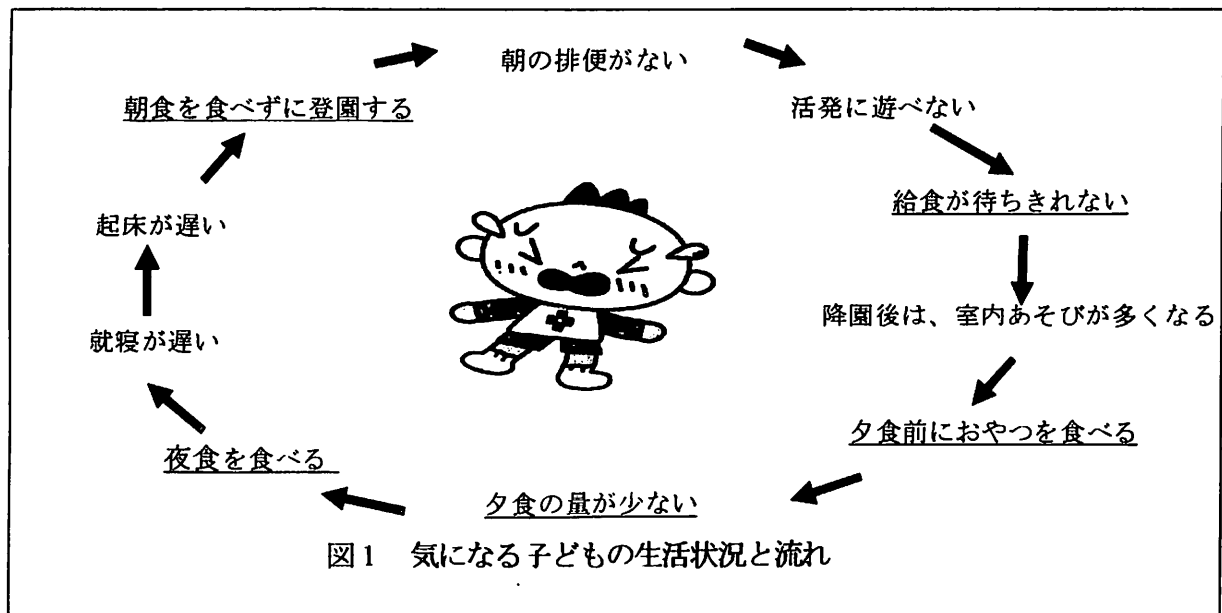 朝の排便がない
活発に遊べない
給食が待ちきれない
降園後は、室内あそびが多くなる
夕食前におやつを食べる
夕食の量が少ない
夜食を食べる
就寝が遅い
起床が遅い
朝食を食べずに登園する
図1 気になる子どもの生活状況と流れ